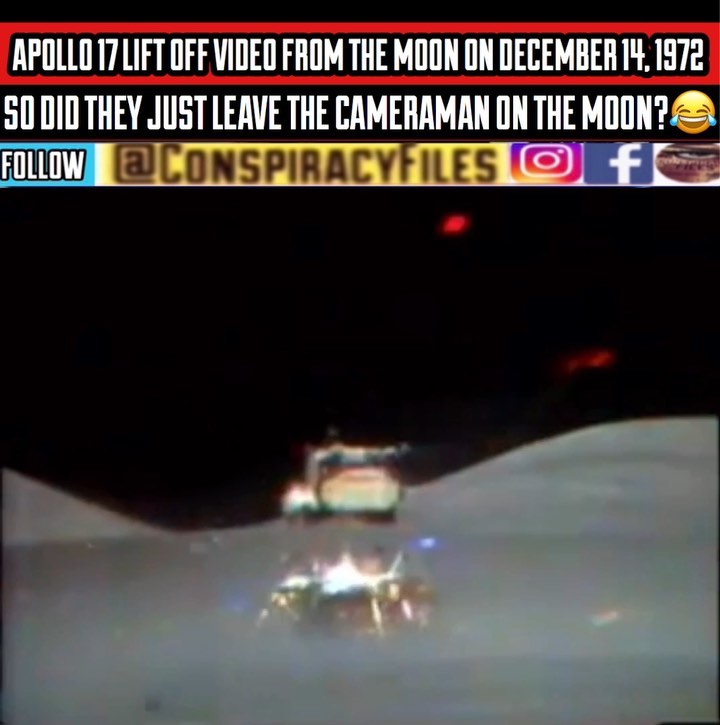 APOLLO 17 LIFT OFF VIDEO FROM THE MOON ON DECEMBER 14, 1972
SO DID THEY JUST LEAVE THE CAMERAMAN ON THE MOON?😂
FOLLOW @CONSPIRACYFILES